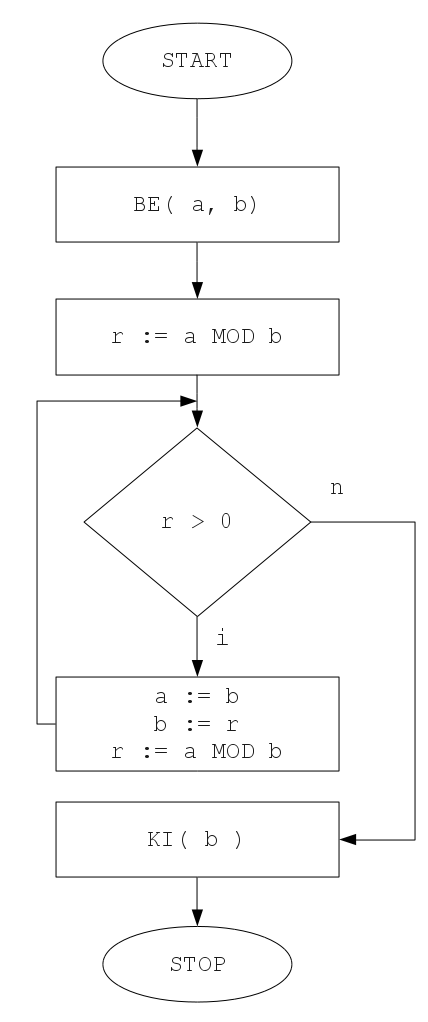 START
BE( a, b)
r := a MOD b
r > 0
n
i
a := b
b := r
r := a MOD b
KI( b )
STOP